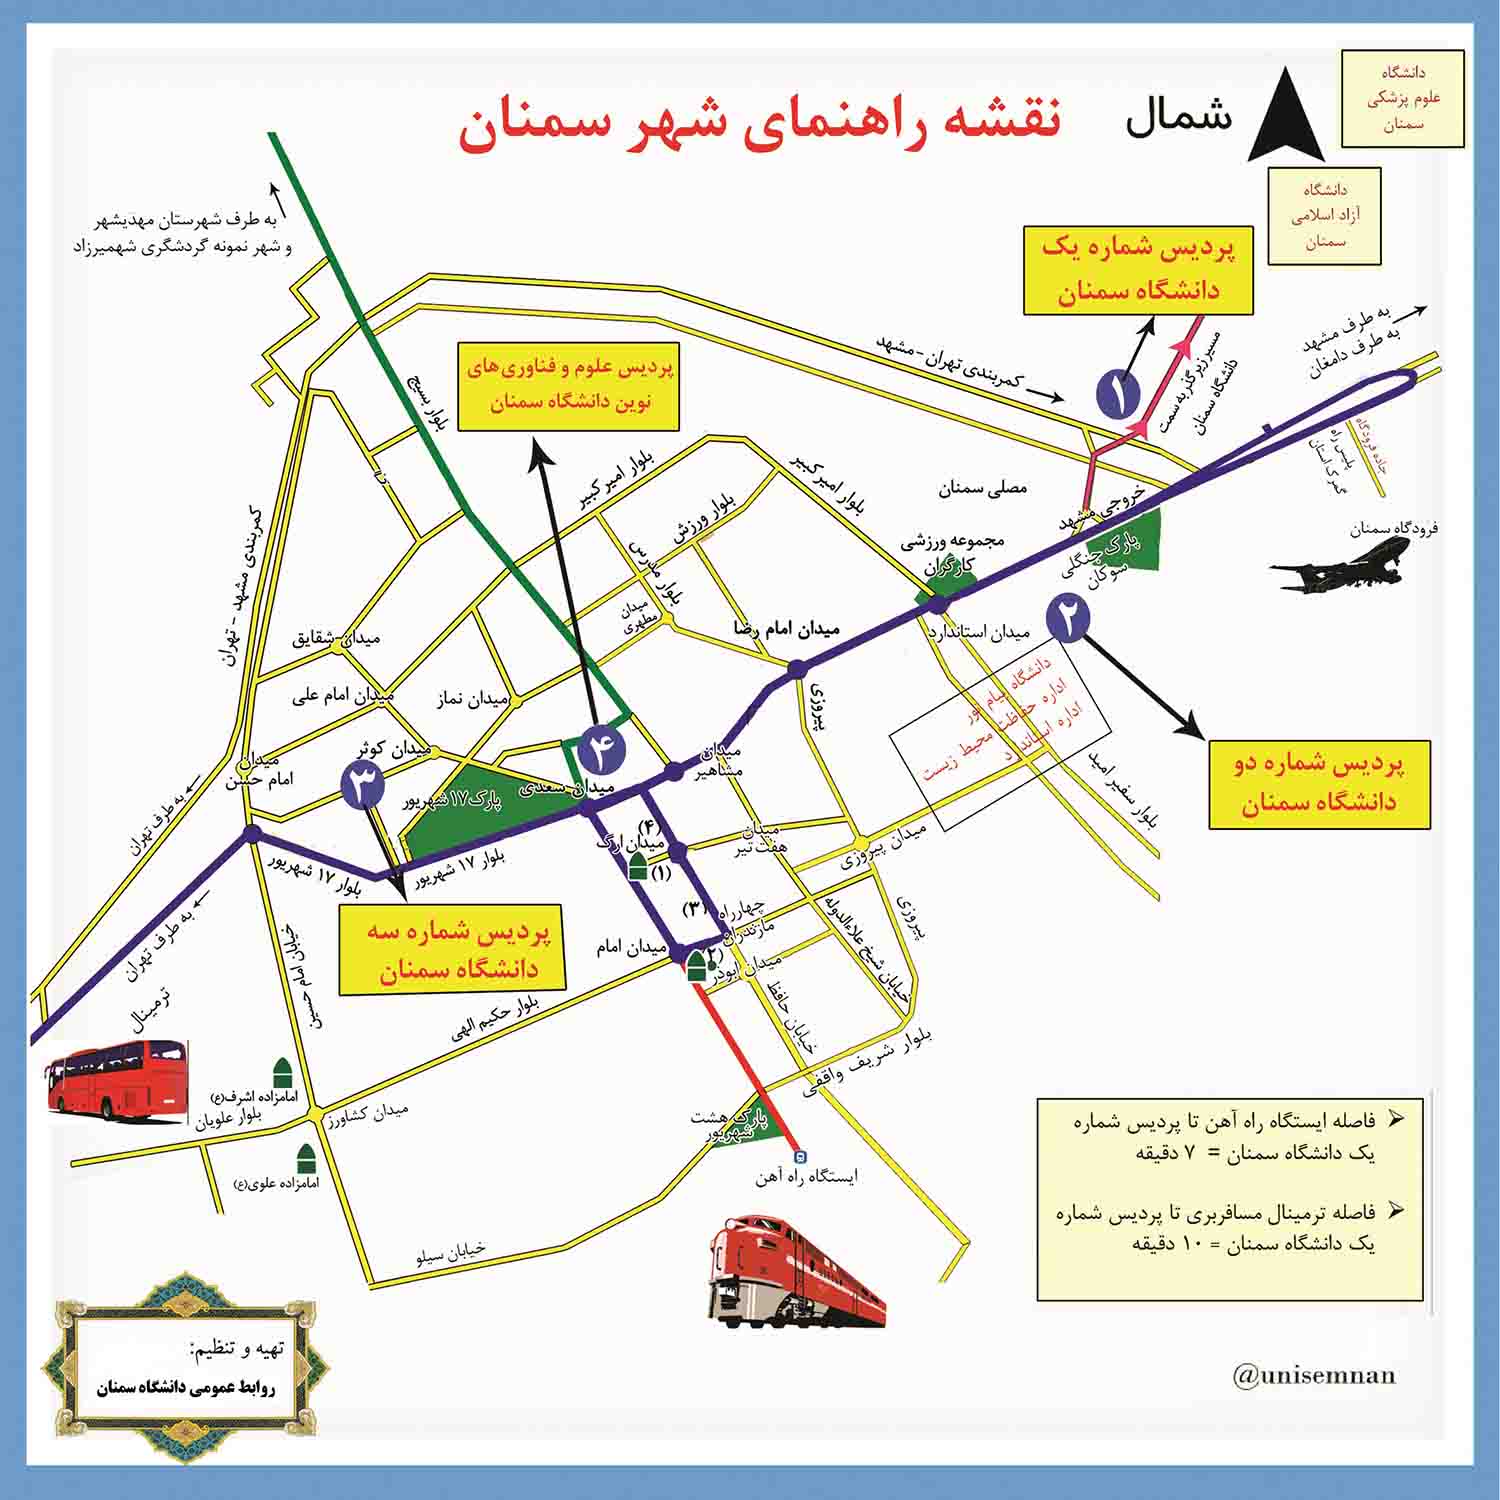 نقشه راهنمای شهر سمنان
شمال
دانشگاه
علوم پزشکی
سمنان
دانشگاه
آزاد اسلامی
سمنان
به طرف شهرستان مهدیشهر
و شهر نمونه گردشگری شهمیرزاد
پردیس شماره یک
دانشگاه سمنان
۱
مسیر زیرگذر به سمت
دانشگاه سمنان
به طرف مشهد
به طرف دامغان
کمربندی تهران - مشهد
پردیس علوم و فناوری‌های
نوین دانشگاه سمنان
بلوار بسیج
جاده فرودگاه
پلیس راه
گمرک استان
فرودگاه سمنان
بلوار امیرکبیر
بلوار امیرکبیر
بلوار ورزش
بلوار مدرس
مصلی سمنان
خروجی مشهد
پارک جنگلی
سوکان
مجموعه ورزشی
کارگران
کمربندی مشهد - تهران
میدان شقایق
میدان
مطهری
میدان امام رضا
میدان استاندارد
۲
دانشگاه پیام نور
اداره حفاظت محیط زیست
اداره استاندارد
پردیس شماره دو
دانشگاه سمنان
بلوار سفیر امید
میدان امام علی
میدان نماز
پیروزی
میدان کوثر
۴
میدان
مشاهیر
میدان
امام حسن
۳
پارک ۱۷ شهریور
میدان سعدی
به طرف تهران
(۴)
میدان ارگ
(۱)
میدان
هفت تیر
میدان پیروزی
بلوار ۱۷ شهریور
بلوار ۱۷ شهریور
(۳)
چهارراه
مازندران
پیروزی
خیابان شیخ علاءالدوله
به طرف تهران
خیابان امام حسین
پردیس شماره سه
دانشگاه سمنان
میدان امام
(۲)
میدان ابوذر
خیابان حافظ
بلوار حکیم الهی
بلوار شریف واقفی
ترمینال
امامزاده اشرف(ع)
بلوار علویان
میدان کشاورز
پارک هشت
شهریور
ایستگاه راه آهن
امامزاده علوی(ع)
خیابان سیلو
فاصله ایستگاه راه آهن تا پردیس شماره
یک دانشگاه سمنان = ۷ دقیقه
فاصله ترمینال مسافربری تا پردیس شماره
یک دانشگاه سمنان = ۱۰ دقیقه
تهیه و تنظیم:
روابط عمومی دانشگاه سمنان
@unisemnan